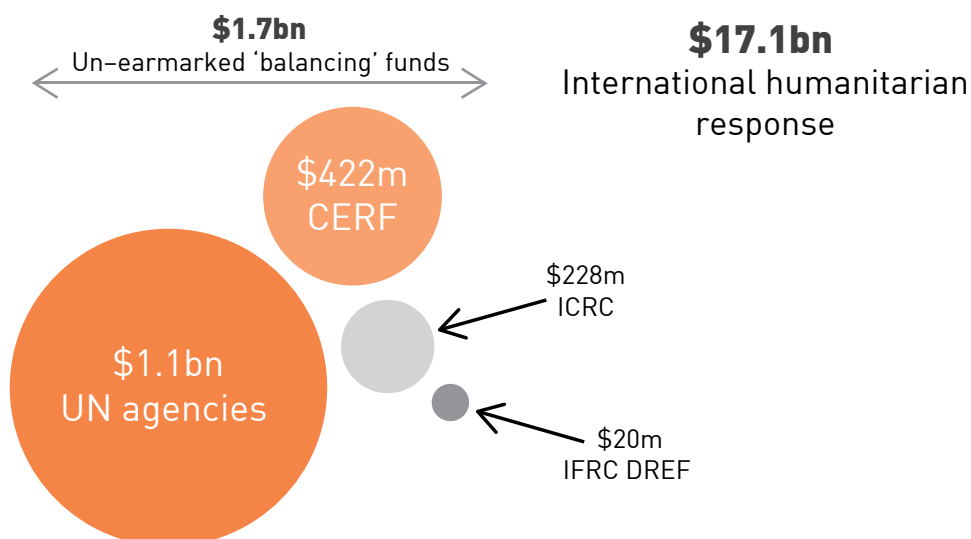 $1.7bn
Un–earmarked ‘balancing’ funds
$17.1bn
International humanitarian
response
$422m
CERF
$228m
ICRC
$1.1bn
UN agencies
$20m
IFRC DREF